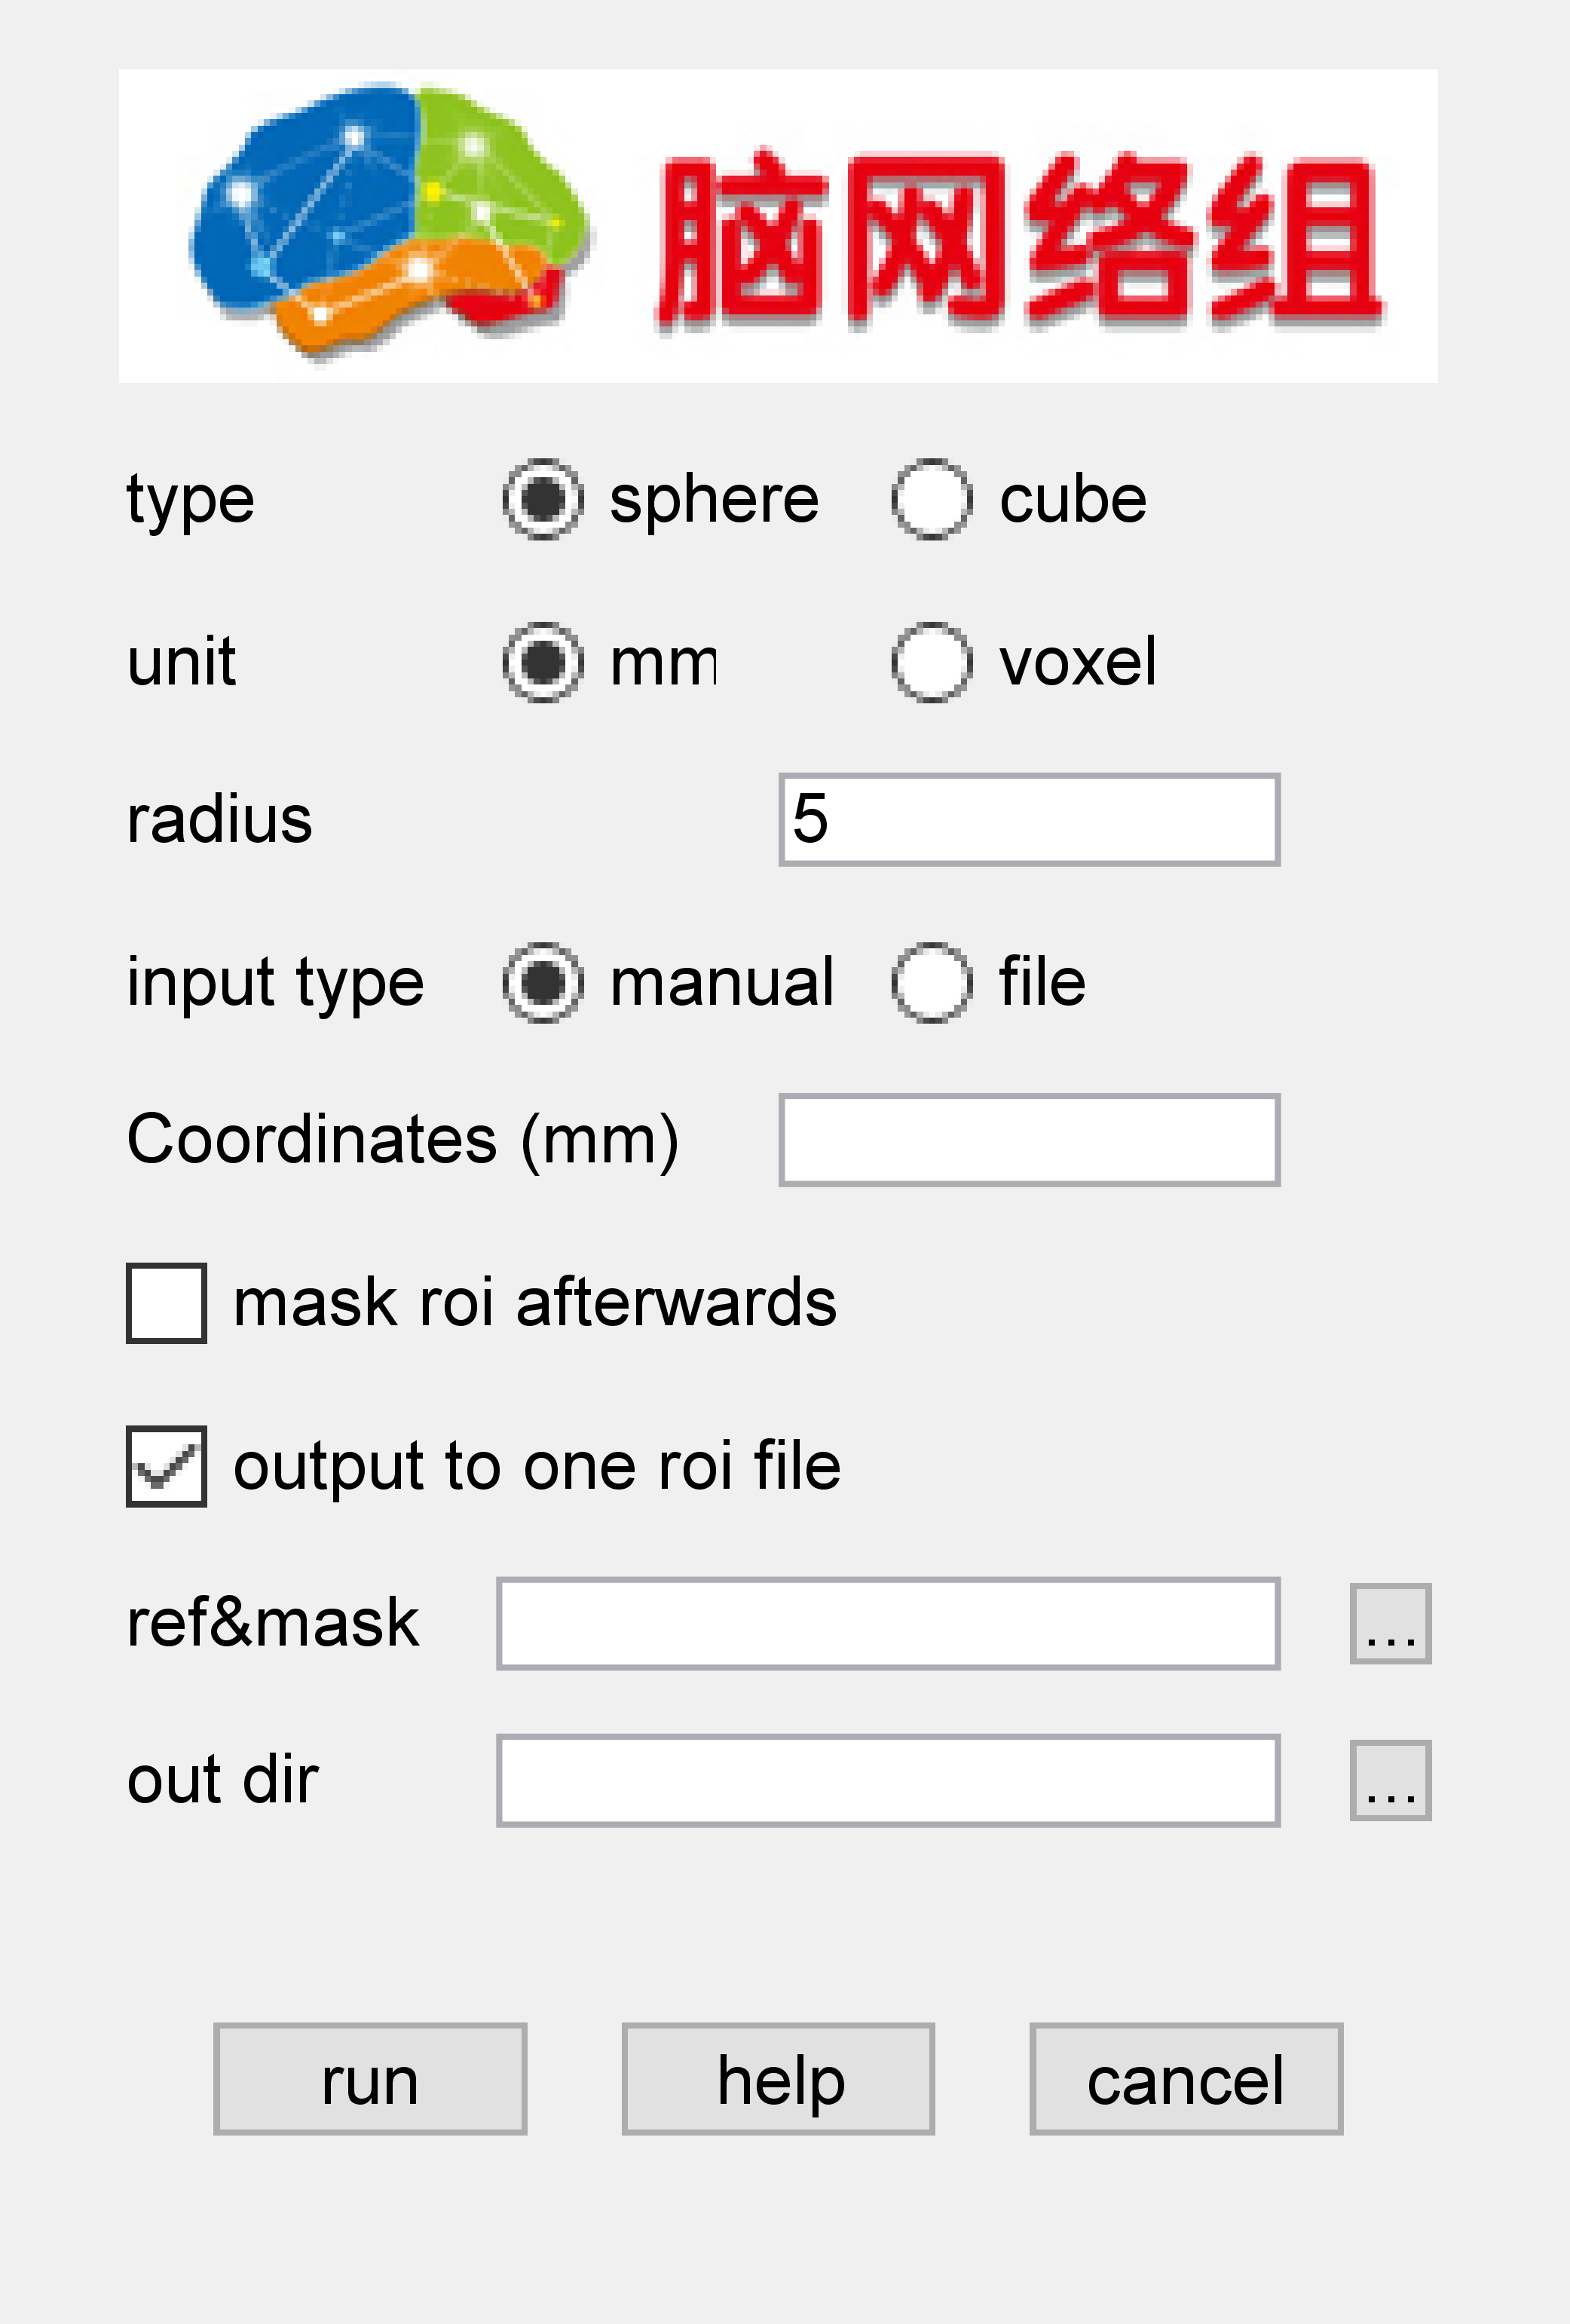 脑网络组
type sphere cube
unit mm voxel
radius 5
input type manual file
Coordinates (mm)
mask roi afterwards
output to one roi file
ref&mask ...
out dir ...
run help cancel